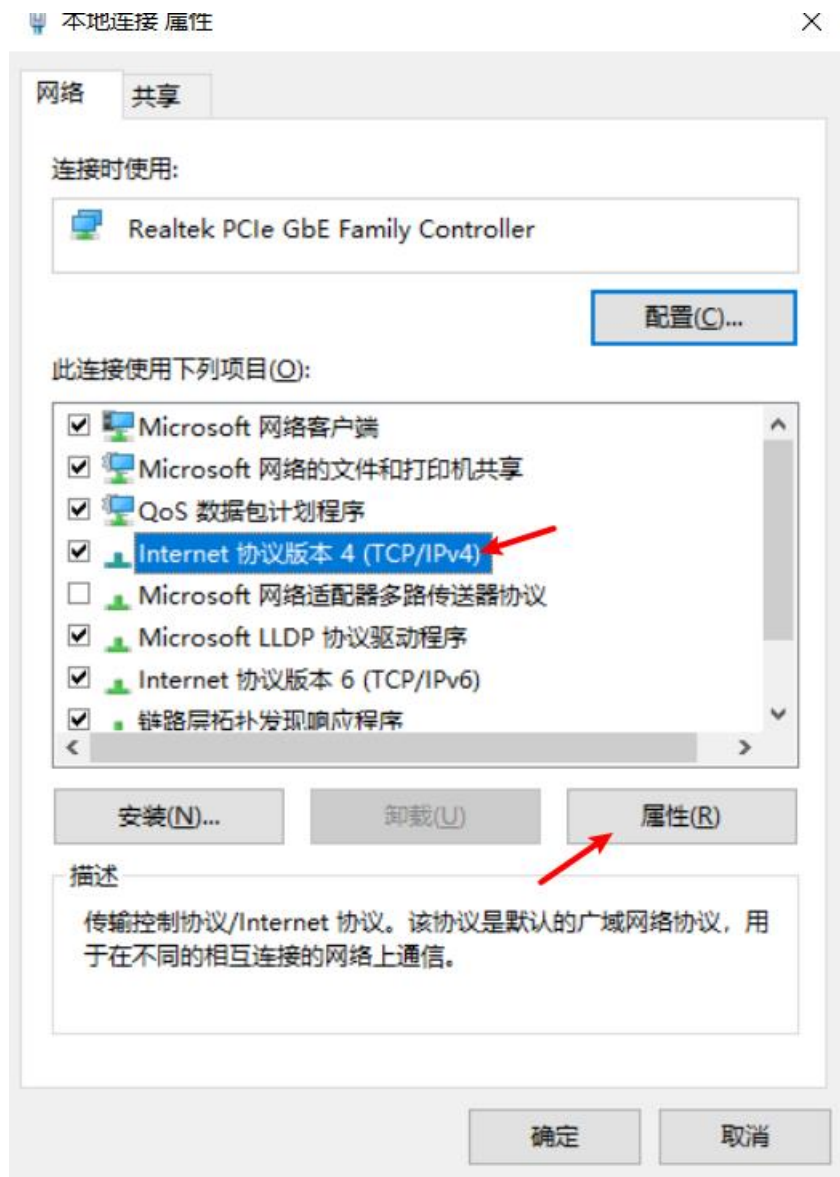 本地连接 属性
网络
共享
连接时使用:
Realtek PCIe GbE Family Controller
配置(C)...
此连接使用下列项目(O):
Microsoft 网络客户端
Microsoft 网络的文件和打印机共享
QoS 数据包计划程序
Internet 协议版本 4 (TCP/IPv4)
Microsoft 网络适配器多路传送器协议
Microsoft LLDP 协议驱动程序
Internet 协议版本 6 (TCP/IPv6)
链路层拓扑发现响应程序
安装(N)...
卸载(U)
属性(R)
描述
传输控制协议/Internet 协议。该协议是默认的广域网络协议，用
于在不同的相互连接的网络上通信。
确定
取消